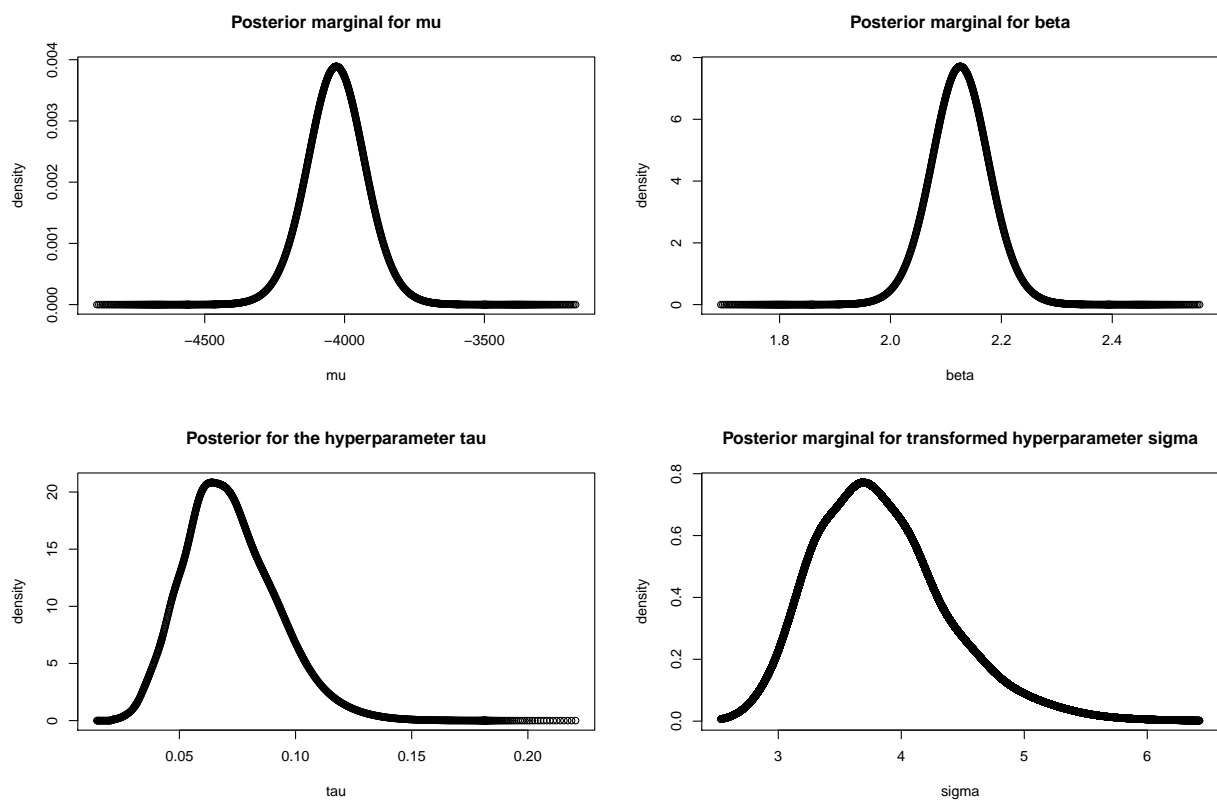 Posterior marginal for mu
density
0.000
0.001
0.002
0.003
0.004
−4500
−4000
−3500
mu
Posterior marginal for beta
density
0
2
4
6
8
1.8
2.0
2.2
2.4
beta
Posterior for the hyperparameter tau
density
0
5
10
15
20
0.05
0.10
0.15
0.20
tau
Posterior marginal for transformed hyperparameter sigma
density
0.0
0.2
0.4
0.6
0.8
3
4
5
6
sigma